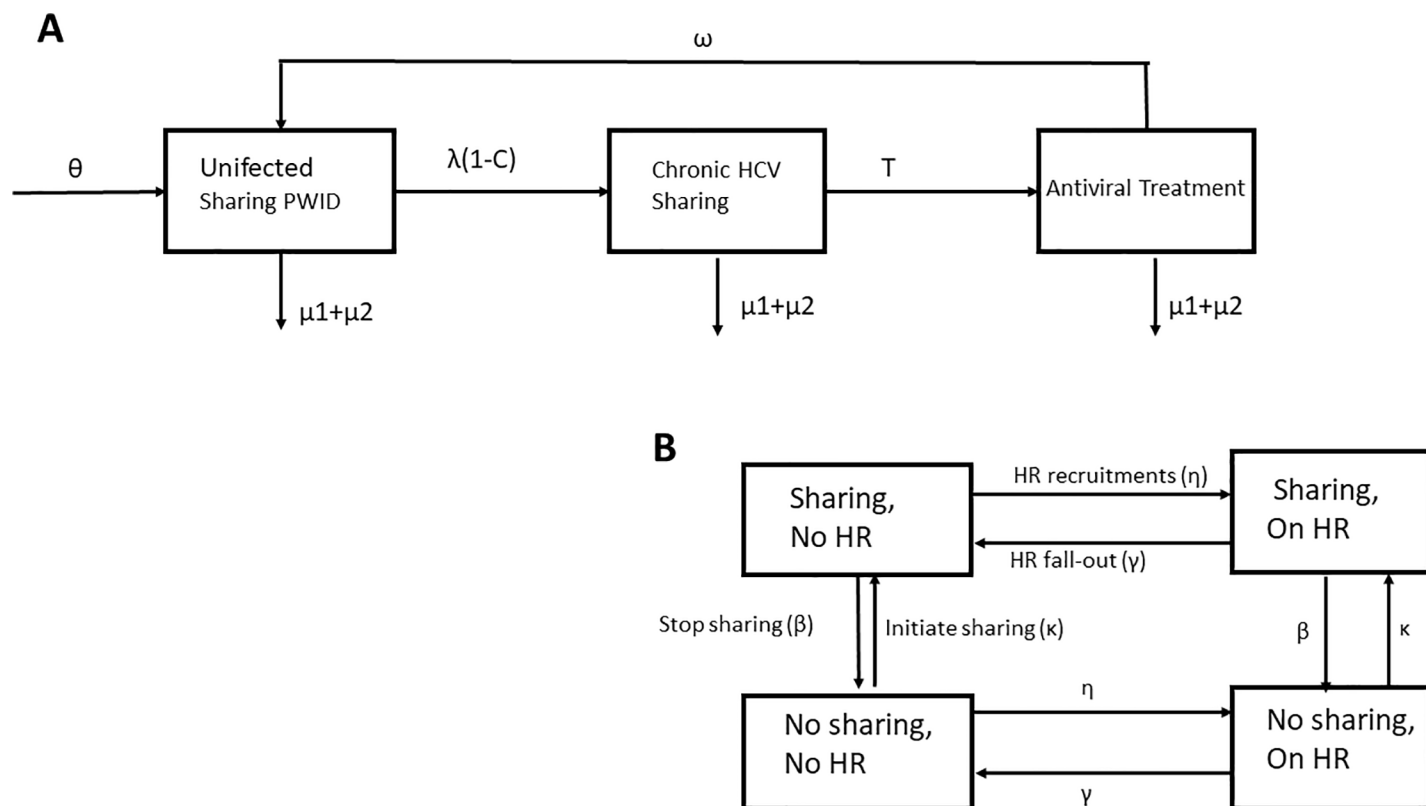 A
ω
θ
Unifected
Sharing PWID
λ(1-C)
Chronic HCV
Sharing
T
Antiviral Treatment
μ1+μ2
μ1+μ2
μ1+μ2
B
Sharing,
No HR
HR recruitments (η)
HR fall-out (γ)
Sharing,
On HR
Stop sharing (β)
Initiate sharing (κ)
β
κ
No sharing,
No HR
η
γ
No sharing,
On HR